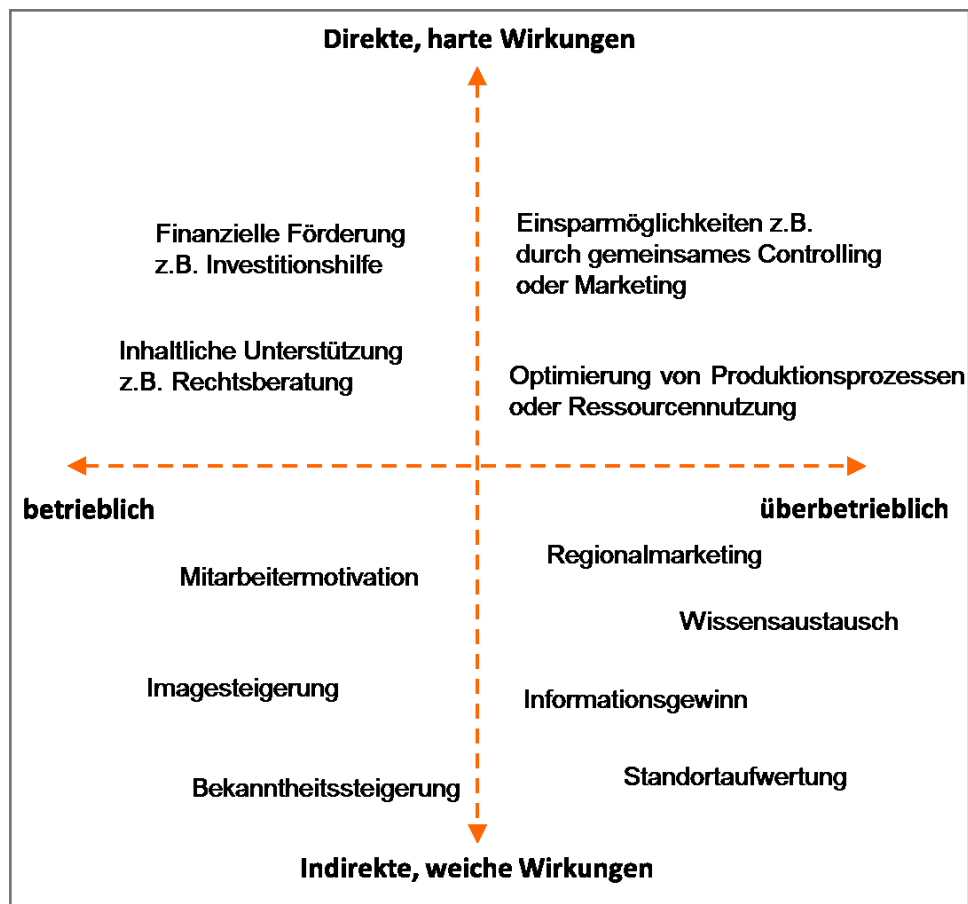 Direkte, harte Wirkungen
Finanzielle Förderung
z.B. Investitionshilfe
Einsparmöglichkeiten z.B.
durch gemeinsames Controlling
oder Marketing
Inhaltliche Unterstützung
z.B. Rechtsberatung
Optimierung von Produktionsprozessen
oder Ressourcennutzung
betrieblich
überbetrieblich
Mitarbeitermotivation
Regionalmarketing
Wissensaustausch
Imagesteigerung
Informationsgewinn
Bekanntheitssteigerung
Standortaufwertung
Indirekte, weiche Wirkungen